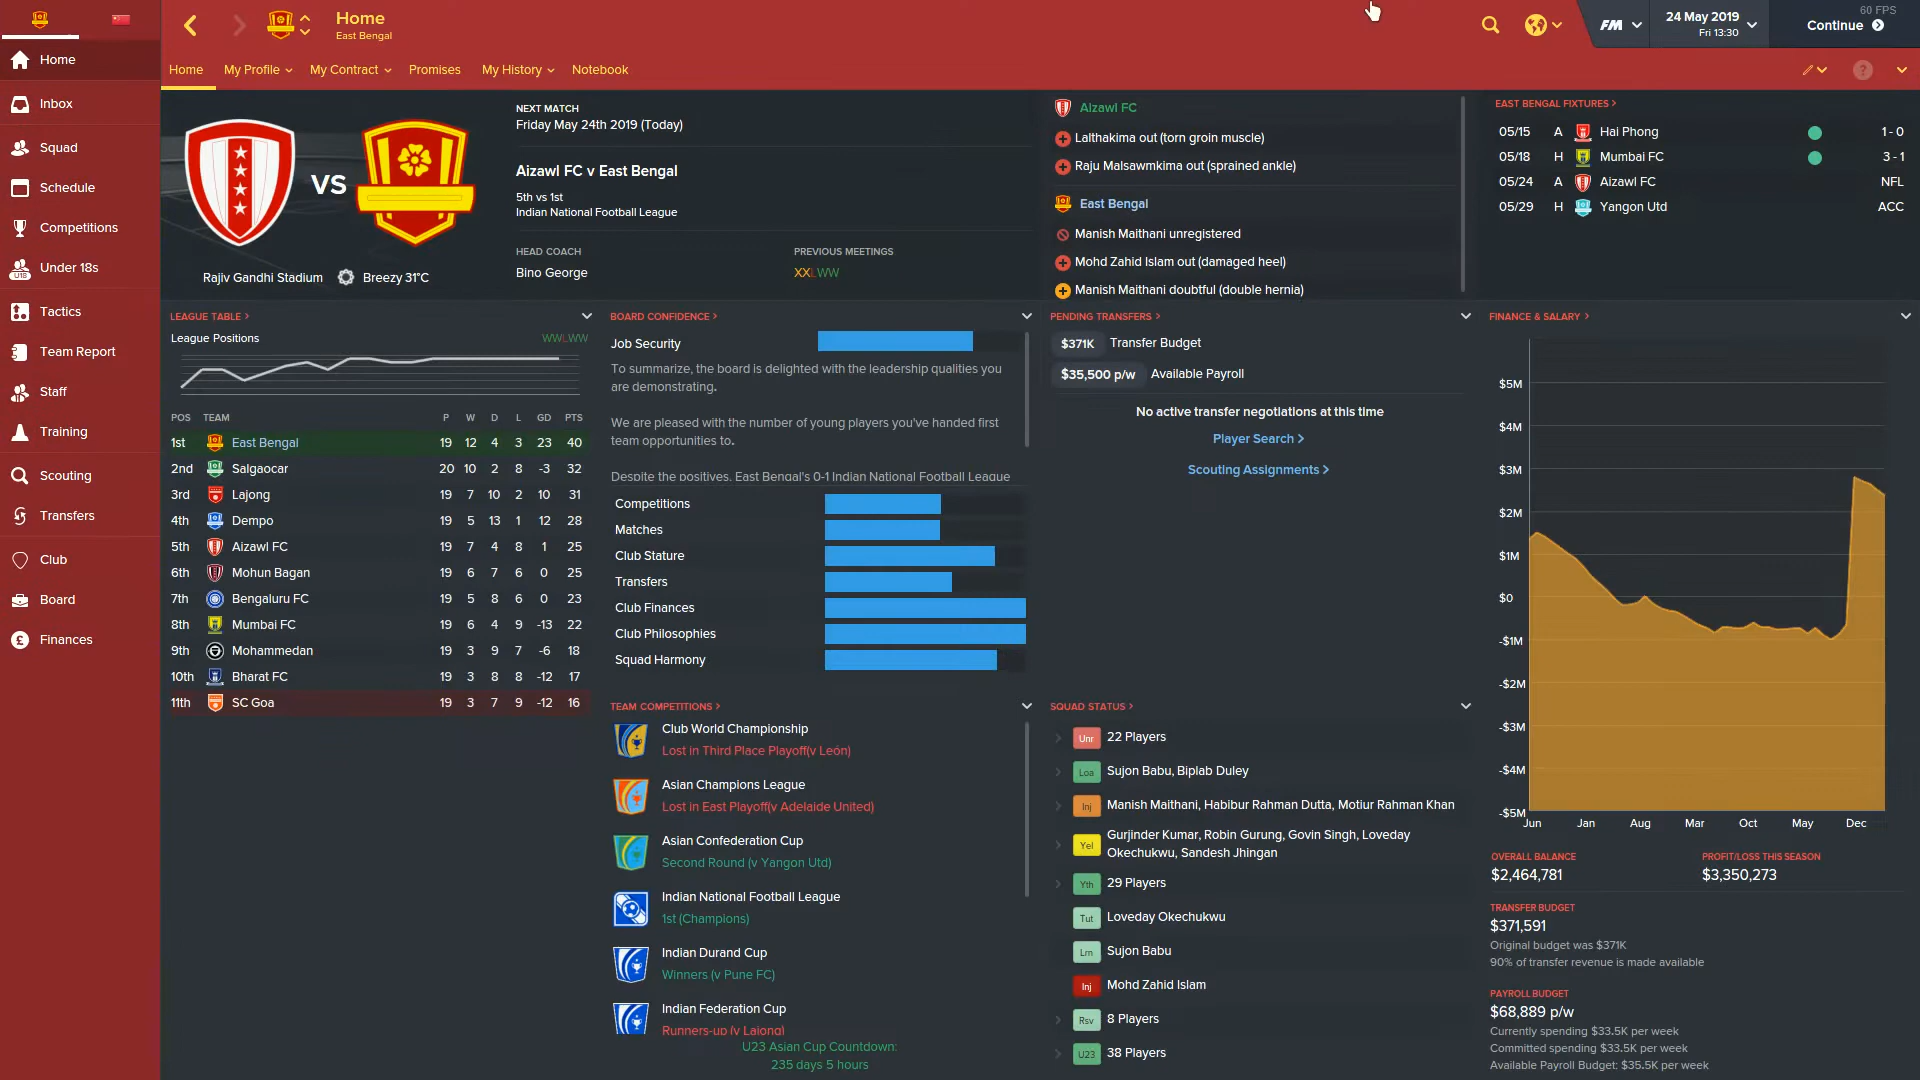 Home
East Bengal
FM
24 May 2019
Fri 13:30
60 FPS
Continue
Home
Inbox
Squad
Schedule
Competitions
Under 18s
Tactics
Team Report
Staff
Training
Scouting
Transfers
Club
Board
Finances
Home
My Profile
My Contract
Promises
My History
Notebook
?
VS
Rajiv Gandhi Stadium
Breezy 31°C
NEXT MATCH
Friday May 24th 2019 (Today)
Aizawl FC v East Bengal
5th vs 1st
Indian National Football League
HEAD COACH
Bino George
PREVIOUS MEETINGS
XXLWW
Aizawl FC
Lalthakima out (torn groin muscle)
Raju Malsawmkima out (sprained ankle)
East Bengal
Manish Maithani unregistered
Mohd Zahid Islam out (damaged heel)
Manish Maithani doubtful (double hernia)
EAST BENGAL FIXTURES >
05/15 A Hai Phong 1 - 0
05/18 H Mumbai FC 3 - 1
05/24 A Aizawl FC NFL
05/29 H Yangon Utd ACC
LEAGUE TABLE >
League Positions
WWLWW
POS TEAM P W D L GD PTS
1st East Bengal 19 12 4 3 23 40
2nd Salgaocar 20 10 2 8 -3 32
3rd Lajong 19 7 10 2 10 31
4th Dempo 19 5 13 1 12 28
5th Aizawl FC 19 7 4 8 1 25
6th Mohun Bagan 19 6 7 6 0 25
7th Bengaluru FC 19 5 8 6 0 23
8th Mumbai FC 19 6 4 9 -13 22
9th Mohammedan 19 3 9 7 -6 18
10th Bharat FC 19 3 8 8 -12 17
11th SC Goa 19 3 7 9 -12 16
BOARD CONFIDENCE >
Job Security
To summarize, the board is delighted with the leadership qualities you
are demonstrating.
We are pleased with the number of young players you've handed first
team opportunities to.
Despite the positives, East Bengal's 0-1 Indian National Football League
Competitions
Matches
Club Stature
Transfers
Club Finances
Club Philosophies
Squad Harmony
TEAM COMPETITIONS >
Club World Championship
Lost in Third Place Playoff(v León)
Asian Champions League
Lost in East Playoff(v Adelaide United)
Asian Confederation Cup
Second Round (v Yangon Utd)
Indian National Football League
1st (Champions)
Indian Durand Cup
Winners (v Pune FC)
Indian Federation Cup
Runners-up (v Lajong)
U23 Asian Cup Countdown:
235 days 5 hours
PENDING TRANSFERS >
$371K Transfer Budget
$35,500 p/w Available Payroll
No active transfer negotiations at this time
Player Search >
Scouting Assignments >
SQUAD STATUS >
Unr 22 Players
Loa Sujon Babu, Biplab Duley
Inj Manish Maithani, Habibur Rahman Dutta, Motiur Rahman Khan
Yel Gurjinder Kumar, Robin Gurung, Govin Singh, Loveday
Okechukwu, Sandesh Jhingan
Yth 29 Players
Tut Loveday Okechukwu
Lrn Sujon Babu
Inj Mohd Zahid Islam
Rsv 8 Players
U23 38 Players
FINANCE & SALARY >
$5M
$4M
$3M
$2M
$1M
$0
-$1M
-$2M
-$3M
-$4M
-$5M
Jun Jan Aug Mar Oct May Dec
OVERALL BALANCE
$2,464,781
PROFIT/LOSS THIS SEASON
$3,350,273
TRANSFER BUDGET
$371,591
Original budget was $371K
90% of transfer revenue is made available
PAYROLL BUDGET
$68,889 p/w
Currently spending $33.5K per week
Committed spending $33.5K per week
Available Payroll Budget: $35.5K per week